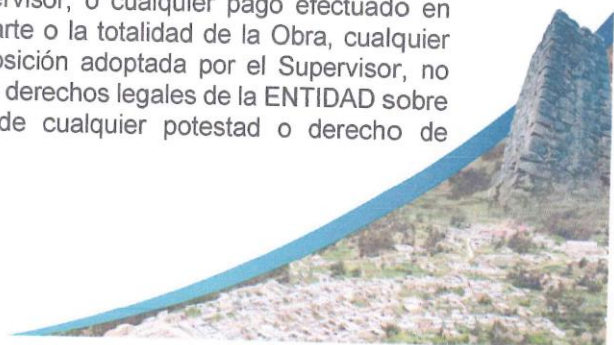 ervisor, o cualquier pago efectuado en
arte o la totalidad de la Obra, cualquier
osición adoptada por el Supervisor, no
derechos legales de la ENTIDAD sobre
de cualquier potestad o derecho de